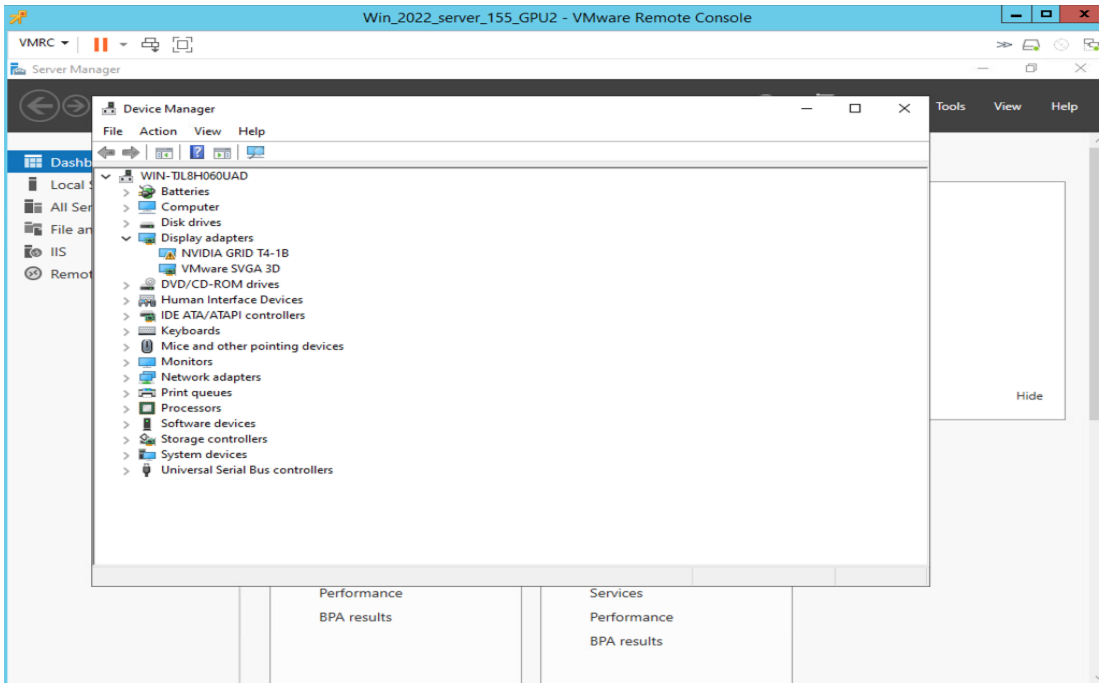 Win_2022_server_155_GPU2 - VMware Remote Console
VMRC
Server Manager
Tools View Help
Device Manager
File Action View Help
Dashb
Local S
All Ser
File an
IIS
Remot
WIN-TJL8H060UAD
Batteries
Computer
Disk drives
Display adapters
NVIDIA GRID T4-1B
VMware SVGA 3D
DVD/CD-ROM drives
Human Interface Devices
IDE ATA/ATAPI controllers
Keyboards
Mice and other pointing devices
Monitors
Network adapters
Print queues
Processors
Software devices
Storage controllers
System devices
Universal Serial Bus controllers
Hide
Performance
BPA results
Services
Performance
BPA results